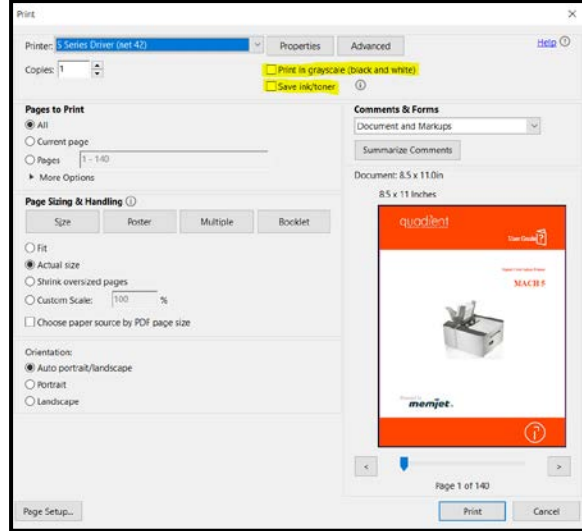 Print
Printer: S Series Driver (net 42) Properties Advanced Help
Copies: 1 Print in grayscale (black and white)
Save ink/toner
Pages to Print
All
Current page
Pages 1 - 140
More Options
Page Sizing & Handling
Size Poster Multiple Booklet
Fit
Actual size
Shrink oversized pages
Custom Scale: 100 %
Choose paper source by PDF page size
Orientation:
Auto portrait/landscape
Portrait
Landscape
Comments & Forms
Document and Markups
Summarize Comments
Document: 8.5 x 11.0in
8.5 x 11 Inches
quadient
User Guide
MACH 5
memjet
< >
Page 1 of 140
Page Setup... Print Cancel